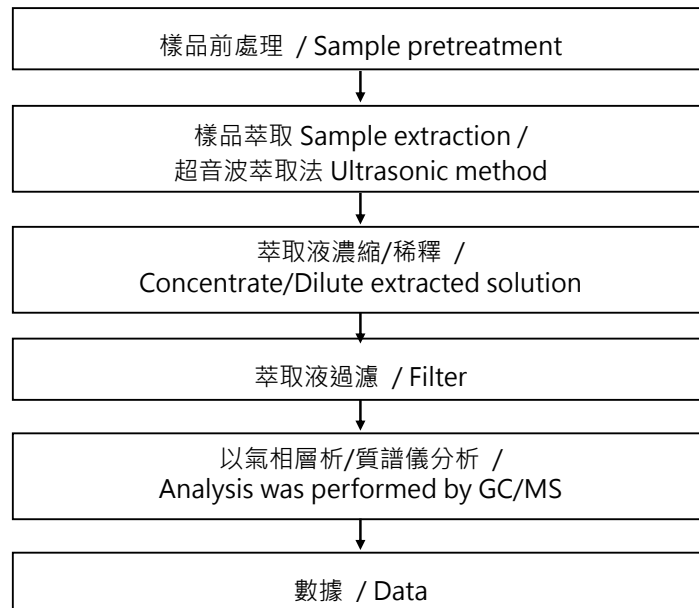 樣品前處理 / Sample pretreatment
樣品萃取 Sample extraction /
超音波萃取法 Ultrasonic method
萃取液濃縮/稀釋 /
Concentrate/Dilute extracted solution
萃取液過濾 / Filter
以氣相層析/質譜儀分析 /
Analysis was performed by GC/MS
數據 / Data